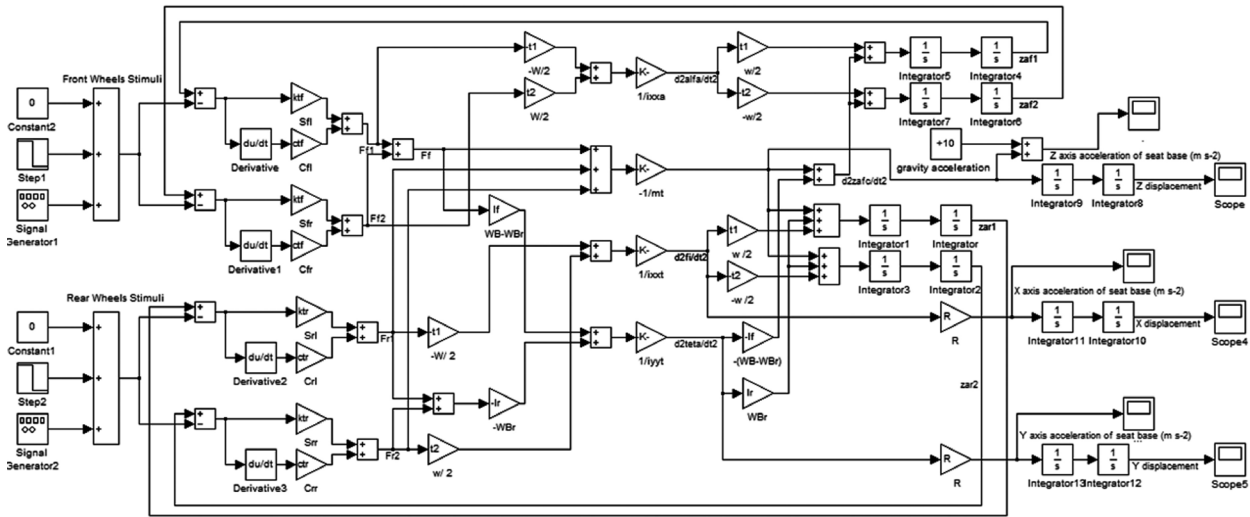 Front Wheels Stimuli
0
Constant2
Step1
Signal
Generator1
ktf
Sfl
du/dt
Derivative
ctf
Cfl
ktf
Sfr
du/dt
Derivative1
ctf
Cfr
Ff1
Ff
Ff2
-t1
-W/2
t2
W/2
K-
1/ixxa
d2alfa/dt2
t1
w/2
-t2
-w/2
1
s
Integrator5
1
s
Integrator4
zaf1
1
s
Integrator7
1
s
Integrator6
zaf2
+10
gravity acceleration
Z axis acceleration of seat base (m s-2)
K-
-1/mt
d2zafc/dt2
1
s
Integrator9
1
s
Integrator8
Z displacement
Scope
lf
WB-WBr
K-
1/ixxt
d2fi/dt2
t1
w /2
-t2
-w /2
1
s
Integrator1
1
s
Integrator
zar1
1
s
Integrator3
1
s
Integrator2
X axis acceleration of seat base (m s-2)
R
R
1
s
Integrator11
1
s
Integrator10
X displacement
Scope4
Rear Wheels Stimuli
0
Constant1
Step2
Signal
Generator2
ktr
Srl
du/dt
Derivative2
ctr
Crl
Fr1
-t1
-W/ 2
K-
1/iyyt
d2teta/dt2
-lf
-(WB-WBr)
lr
WBr
zar2
-lr
-WBr
ktr
Srr
du/dt
Derivative3
ctr
Crr
Fr2
t2
w/ 2
Y axis acceleration of seat base (m s-2)
...
R
R
1
s
Integrator13
1
s
Integrator12
Y displacement
Scope5